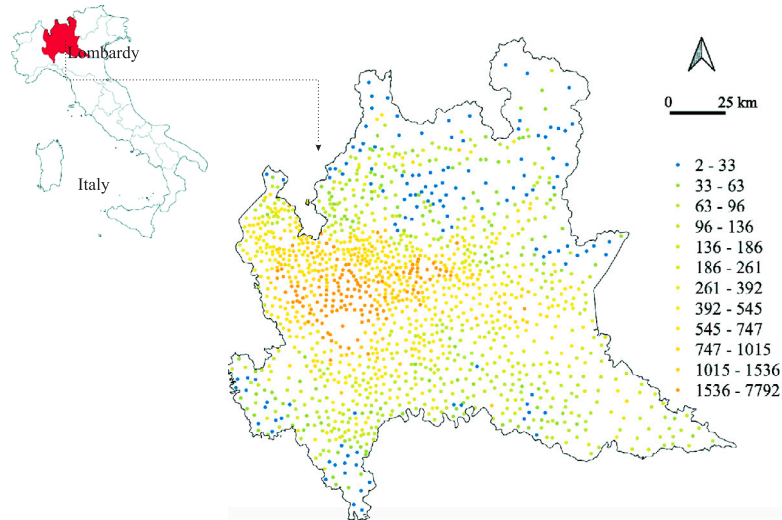 Lombardy
Italy
0 25 km
2 - 33
33 - 63
63 - 96
96 - 136
136 - 186
186 - 261
261 - 392
392 - 545
545 - 747
747 - 1015
1015 - 1536
1536 - 7792